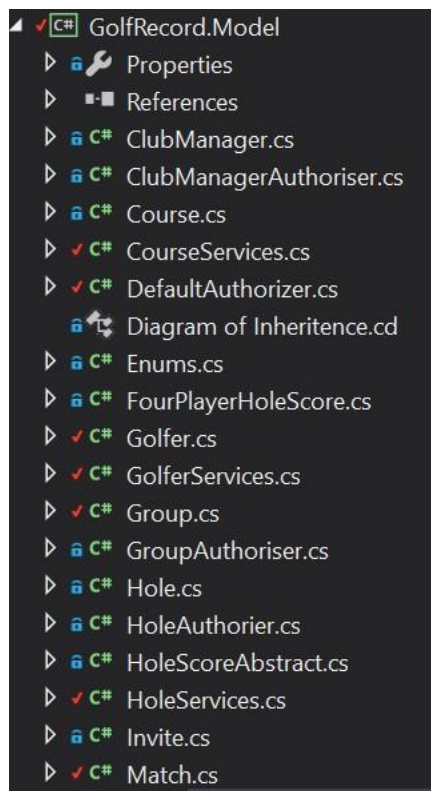 C# GolfRecord.Model
Properties
References
C# ClubManager.cs
C# ClubManagerAuthoriser.cs
C# Course.cs
C# CourseServices.cs
C# DefaultAuthorizer.cs
Diagram of Inheritence.cd
C# Enums.cs
C# FourPlayerHoleScore.cs
C# Golfer.cs
C# GolferServices.cs
C# Group.cs
C# GroupAuthoriser.cs
C# Hole.cs
C# HoleAuthorier.cs
C# HoleScoreAbstract.cs
C# HoleServices.cs
C# Invite.cs
C# Match.cs